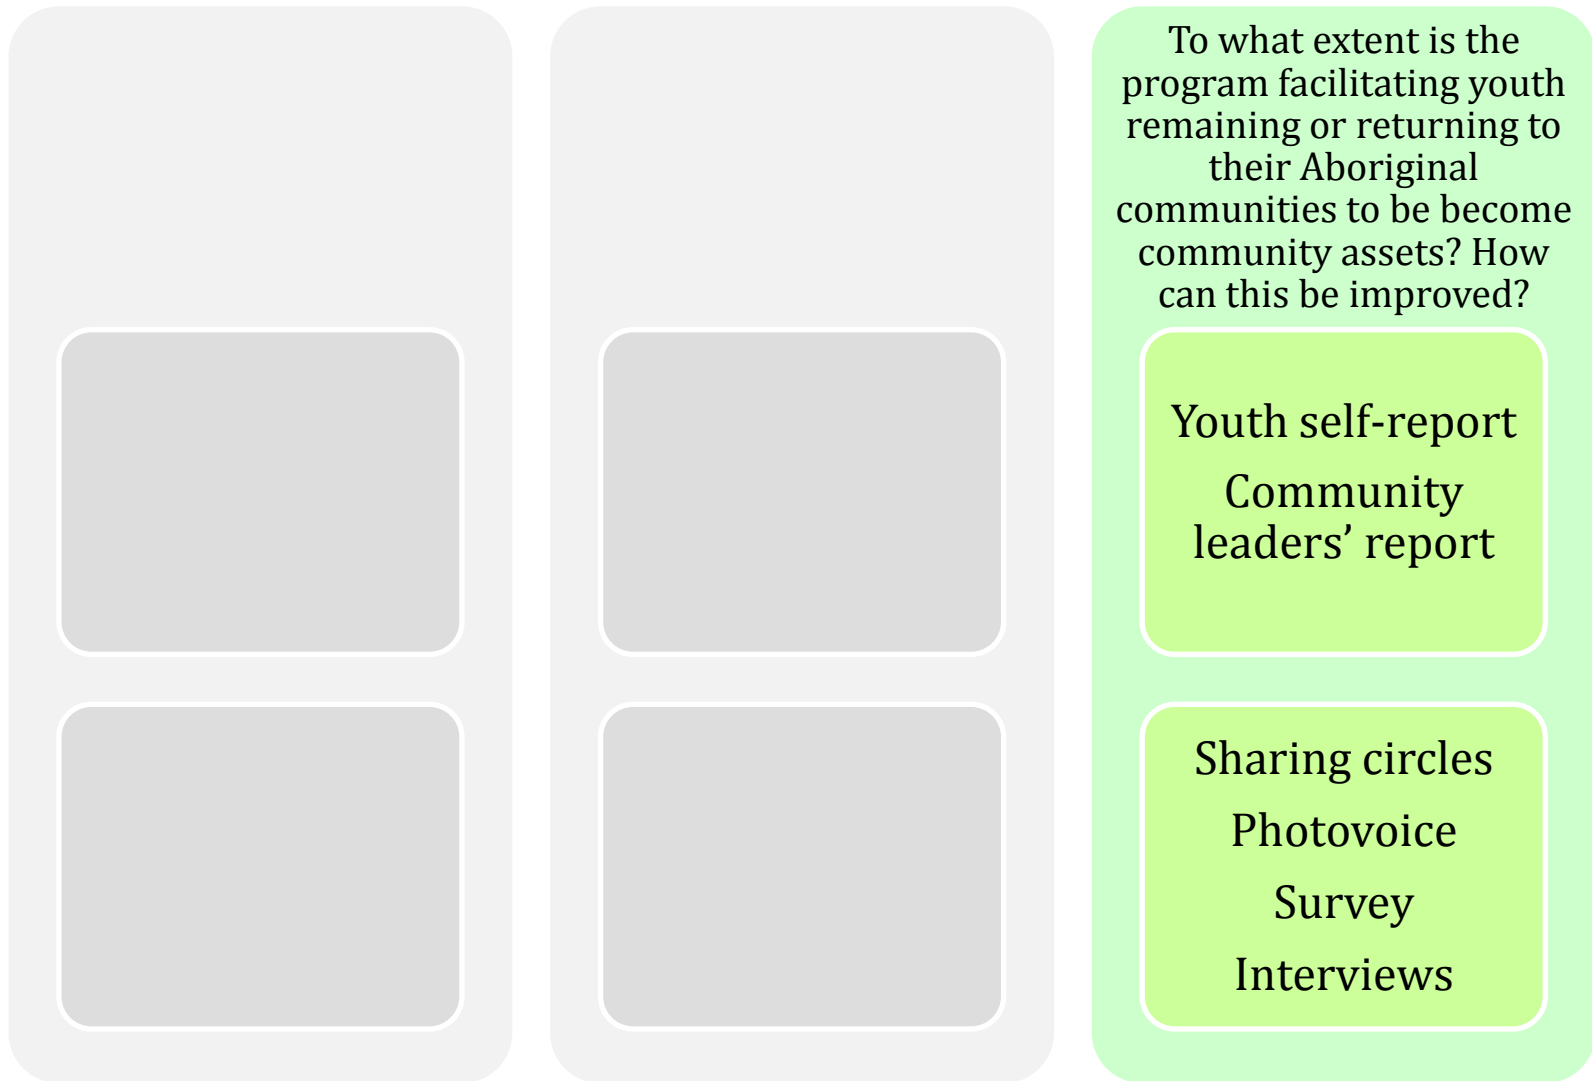 To what extent is the
program facilitating youth
remaining or returning to
their Aboriginal
communities to be become
community assets? How
can this be improved?
Youth self-report
Community
leaders’ report
Sharing circles
Photovoice
Survey
Interviews